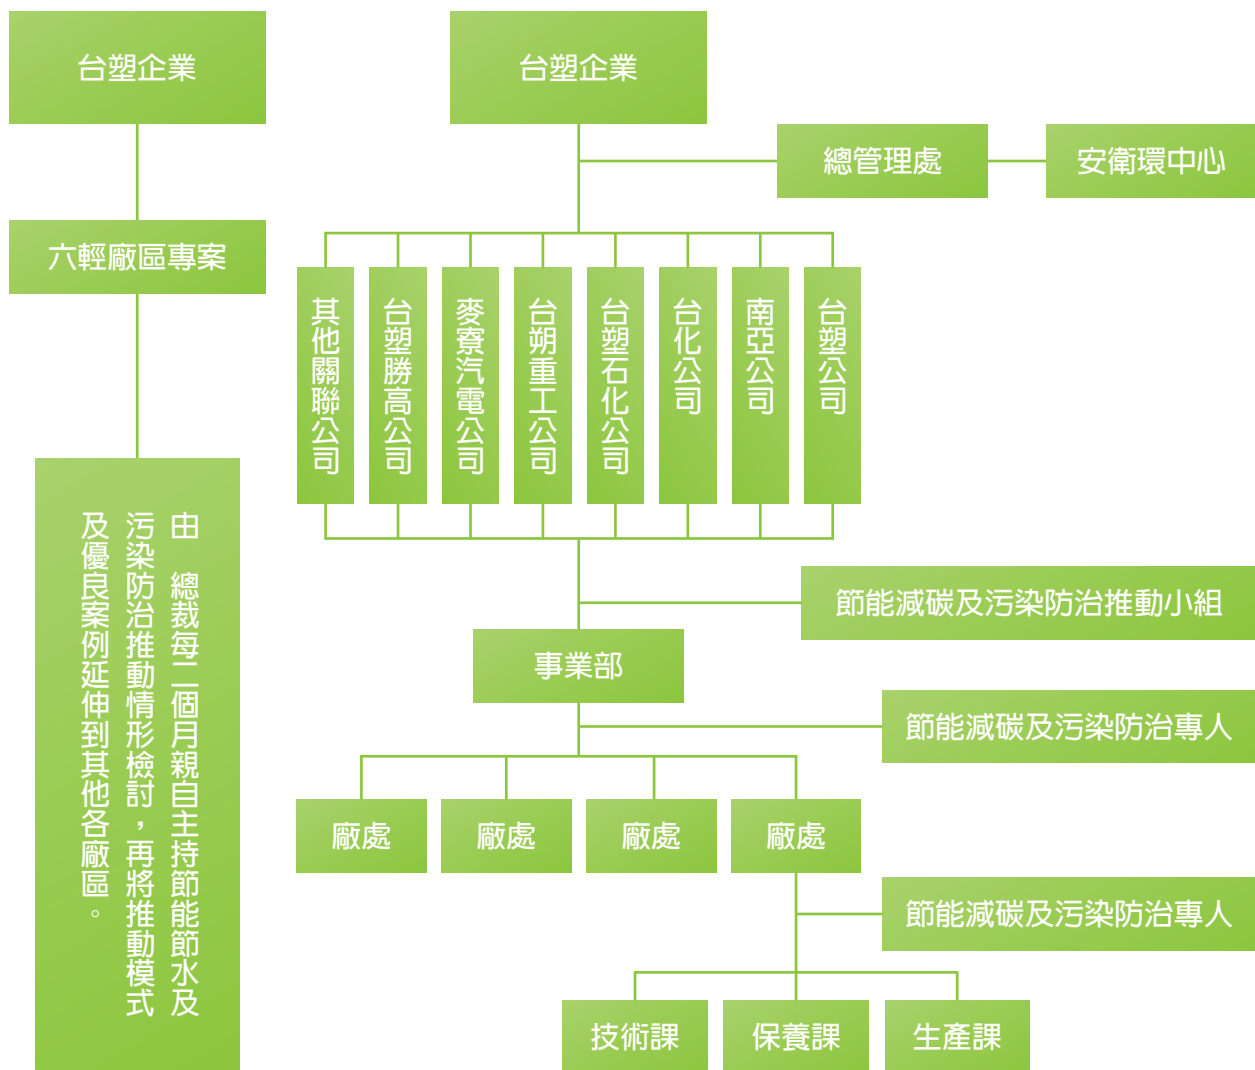 台塑企業
六輕廠區專案
由　總裁每二個月親自主持節能節水及
污染防治推動情形檢討，再將推動模式
及優良案例延伸到其他各廠區。
台塑企業
總管理處
安衛環中心
其他關聯公司
台塑勝高公司
麥寮汽電公司
台朔重工公司
台塑石化公司
台化公司
南亞公司
台塑公司
節能減碳及污染防治推動小組
事業部
節能減碳及污染防治專人
廠處
廠處
廠處
廠處
節能減碳及污染防治專人
技術課
保養課
生產課